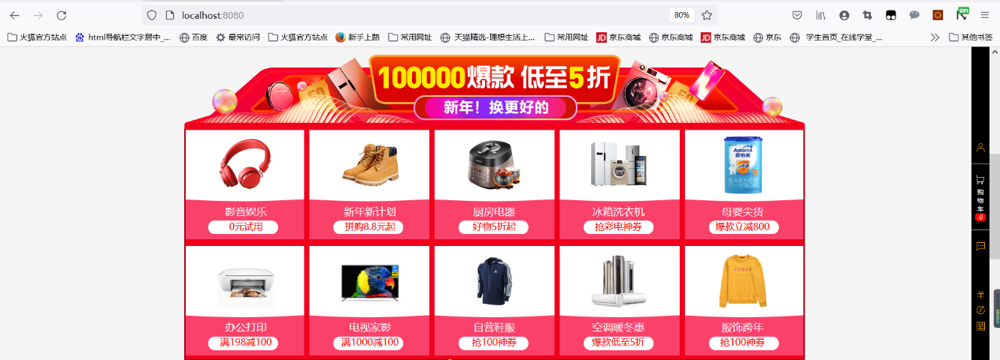 localhost:8080
80%
on
火狐官方站点 html导航栏文字居中_... 百度 最常访问 火狐官方站点 新手上路 常用网址 天猫精选-理想生活上... 常用网址 JD 京东商城 京东商城 JD 京东商城 京东 学生首页_在线学堂_... 其他书签
100000爆款 低至5折
新年！换更好的
影音娱乐 新年新计划 厨房电器 冰箱洗衣机 母婴尖货
0元试用 拼购8.8元起 好物5折起 抢彩电神券 爆款立减800
Aptamil
爱他美
办公打印 电视家影 自营鞋服 空调暖冬惠 服饰跨年
满198减100 满1000减100 抢100神券 爆款低至5折 抢100神券
购
物
车
0